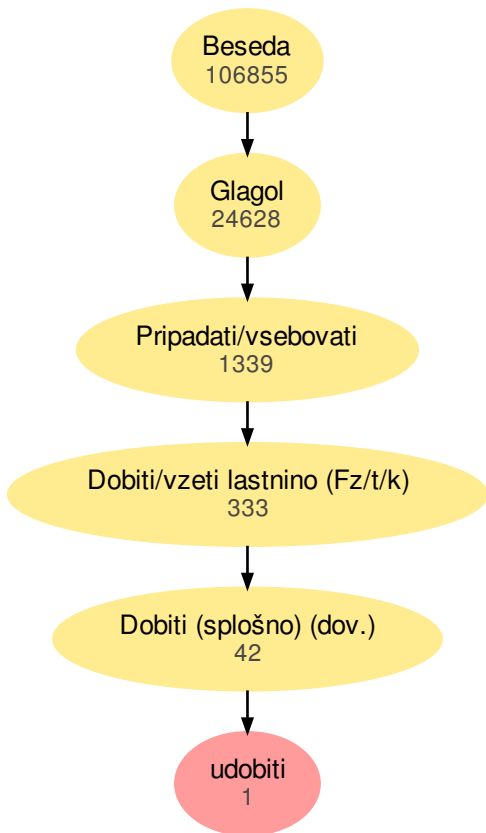 Beseda
106855
Glagol
24628
Pripadati/vsebovati
1339
Dobiti/vzeti lastnino (Fz/t/k)
333
Dobiti (splošno) (dov.)
42
udobiti
1